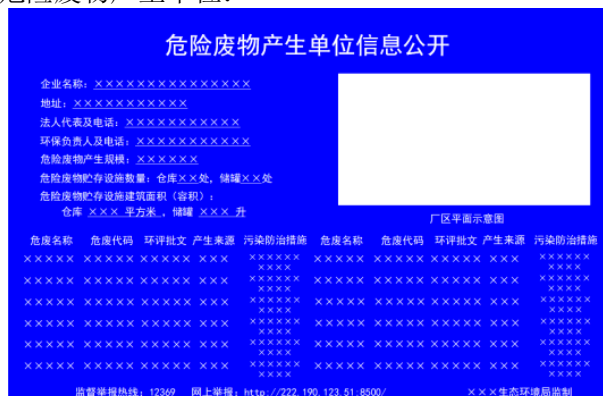 危险废物产生单位信息公开
企业名称：×××××××××××××××
地址：×××××××××××
法人代表及电话：×××××××××××
环保负责人及电话：×××××××××××
危险废物产生规模：××××××
危险废物贮存设施数量：仓库××处，储罐××处
危险废物贮存设施建筑面积（容积）：
仓库 ××× 平方米，储罐 ××× 升
厂区平面示意图
危废名称 危废代码 环评批文 产生来源 污染防治措施 危废名称 危废代码 环评批文 产生来源 污染防治措施
××××× ××××× ××××× ××× ×××××××××× ××××× ××××× ××××× ××× ××××××××××
××××× ××××× ××××× ××× ×××××××××× ××××× ××××× ××××× ××× ××××××××××
××××× ××××× ××××× ××× ×××××××××× ××××× ××××× ××××× ××× ××××××××××
××××× ××××× ××××× ××× ×××××××××× ××××× ××××× ××××× ××× ××××××××××
××××× ××××× ××××× ××× ×××××××××× ××××× ××××× ××××× ××× ××××××××××
××××× ××××× ××××× ××× ×××××××××× ××××× ××××× ××××× ××× ××××××××××
监督举报热线：12369 网上举报：http://222.190.123.51:8500/ ×××生态环境局监制